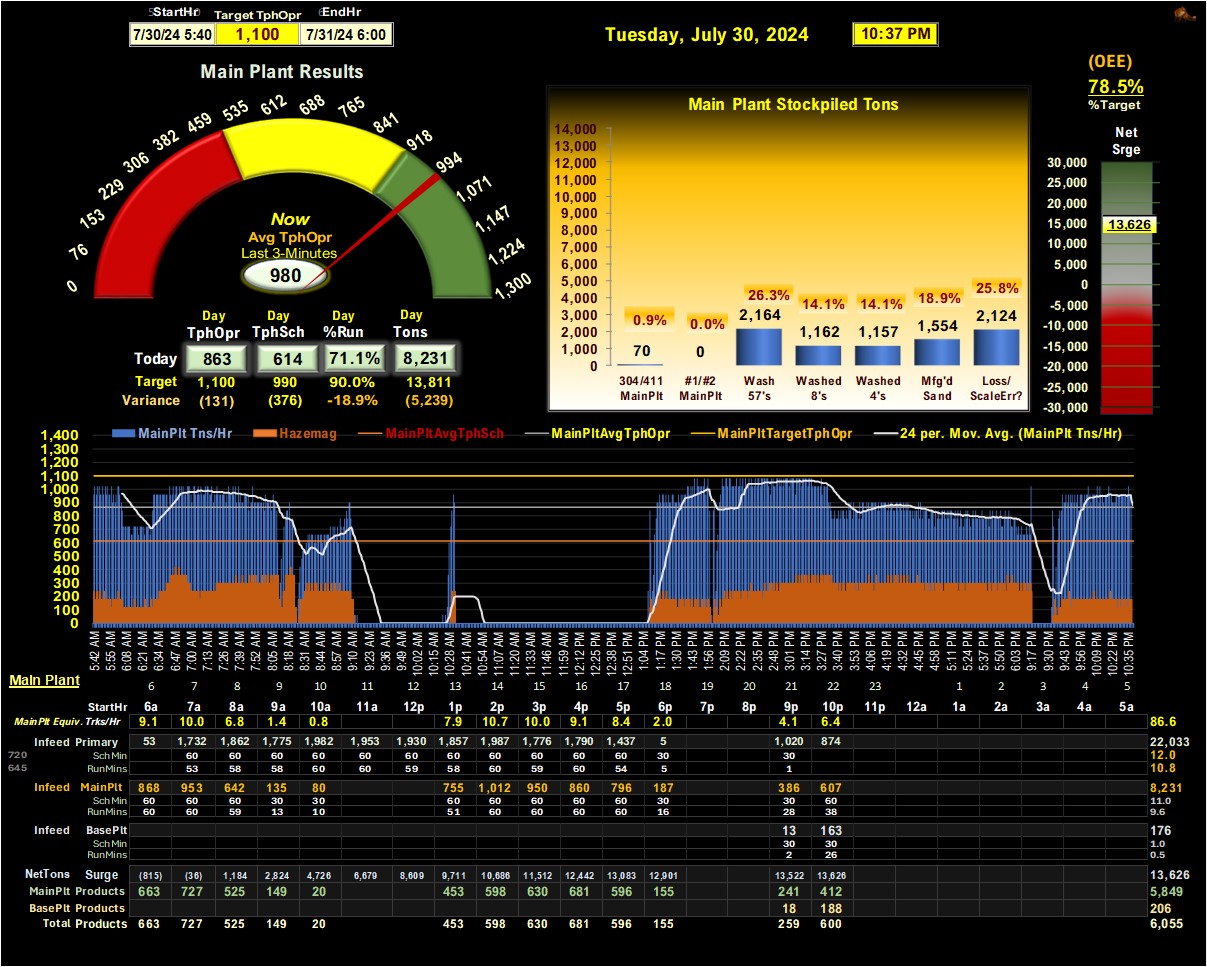 StartHr Target TphOpr EndHr
7/30/24 5:40 1,100 7/31/24 6:00
Tuesday, July 30, 2024 10:37 PM
(OEE)
78.5%
%Target
Main Plant Results
0 76 153 229 306 382 459 535 612 688 765 841 918 994 1,071 1,147 1,224 1,300
Now
Avg TphOpr
Last 3-Minutes
980
Day Day Day Day
TphOpr TphSch %Run Tons
Today 863 614 71.1% 8,231
Target 1,100 990 90.0% 13,811
Variance (131) (376) -18.9% (5,239)
Main Plant Stockpiled Tons
14,000
13,000
12,000
11,000
10,000
9,000
8,000
7,000
6,000
5,000
4,000
3,000
2,000
1,000
0
0.9% 0.0% 26.3% 14.1% 14.1% 18.9% 25.8%
70 0 2,164 1,162 1,157 1,554 2,124
304/411 #1/#2 Wash Washed Washed Mfg'd Loss/
MainPlt MainPlt 57's 8's 4's Sand ScaleErr?
Net
Srge
30,000
25,000
20,000
15,000
10,000
5,000
0
-5,000
-10,000
-15,000
-20,000
-25,000
-30,000
13,626
MainPlt Tns/Hr Hazemag MainPltAvgTphSch MainPltAvgTphOpr MainPltTargetTphOpr 24 per. Mov. Avg. (MainPlt Tns/Hr)
1,400
1,300
1,200
1,100
1,000
900
800
700
600
500
400
300
200
100
0
5:42 AM 5:55 AM 6:08 AM 6:21 AM 6:34 AM 6:47 AM 7:00 AM 7:13 AM 7:26 AM 7:39 AM 7:52 AM 8:05 AM 8:18 AM 8:31 AM 8:44 AM 8:57 AM 9:10 AM 9:23 AM 9:36 AM 9:49 AM 10:02 AM 10:15 AM 10:28 AM 10:41 AM 10:54 AM 11:07 AM 11:20 AM 11:33 AM 11:46 AM 11:59 AM 12:12 PM 12:25 PM 12:38 PM 12:51 PM 1:04 PM 1:17 PM 1:30 PM 1:43 PM 1:56 PM 2:09 PM 2:22 PM 2:35 PM 2:48 PM 3:01 PM 3:14 PM 3:27 PM 3:40 PM 3:53 PM 4:06 PM 4:19 PM 4:32 PM 4:45 PM 4:58 PM 5:11 PM 5:24 PM 5:37 PM 5:50 PM 6:03 PM 9:17 PM 9:30 PM 9:43 PM 9:56 PM 10:09 PM 10:22 PM 10:35 PM
Main Plant 6 7 8 9 10 11 12 13 14 15 16 17 18 19 20 21 22 23 1 2 3 4 5
StartHr 6a 7a 8a 9a 10a 11a 12p 1p 2p 3p 4p 5p 6p 7p 8p 9p 10p 11p 12a 1a 2a 3a 4a 5a
MainPlt Equiv. Trks/Hr 9.1 10.0 6.8 1.4 0.8 7.9 10.7 10.0 9.1 8.4 2.0 4.1 6.4 86.6
Infeed Primary 53 1,732 1,862 1,775 1,982 1,953 1,930 1,857 1,987 1,776 1,790 1,437 5 1,020 874 22,033
720 SchMin 60 60 60 60 60 60 60 60 60 60 60 30 30 12.0
645 RunMins 53 58 58 60 60 59 58 60 59 60 54 5 1 10.8
Infeed MainPlt 868 953 642 135 80 755 1,012 950 860 796 187 386 607 8,231
SchMin 60 60 60 30 30 60 60 60 60 60 30 30 60 11.0
RunMins 60 60 59 13 10 51 60 60 60 60 16 28 38 9.6
Infeed BasePlt 13 163 176
SchMin 30 30 1.0
RunMins 2 26 0.5
NetTons Surge (815) (36) 1,184 2,824 4,726 6,679 8,609 9,711 10,686 11,512 12,442 13,083 12,901 13,522 13,626 13,626
MainPlt Products 663 727 525 149 20 453 598 630 681 596 155 241 412 5,849
BasePlt Products 18 188 206
Total Products 663 727 525 149 20 453 598 630 681 596 155 259 600 6,055